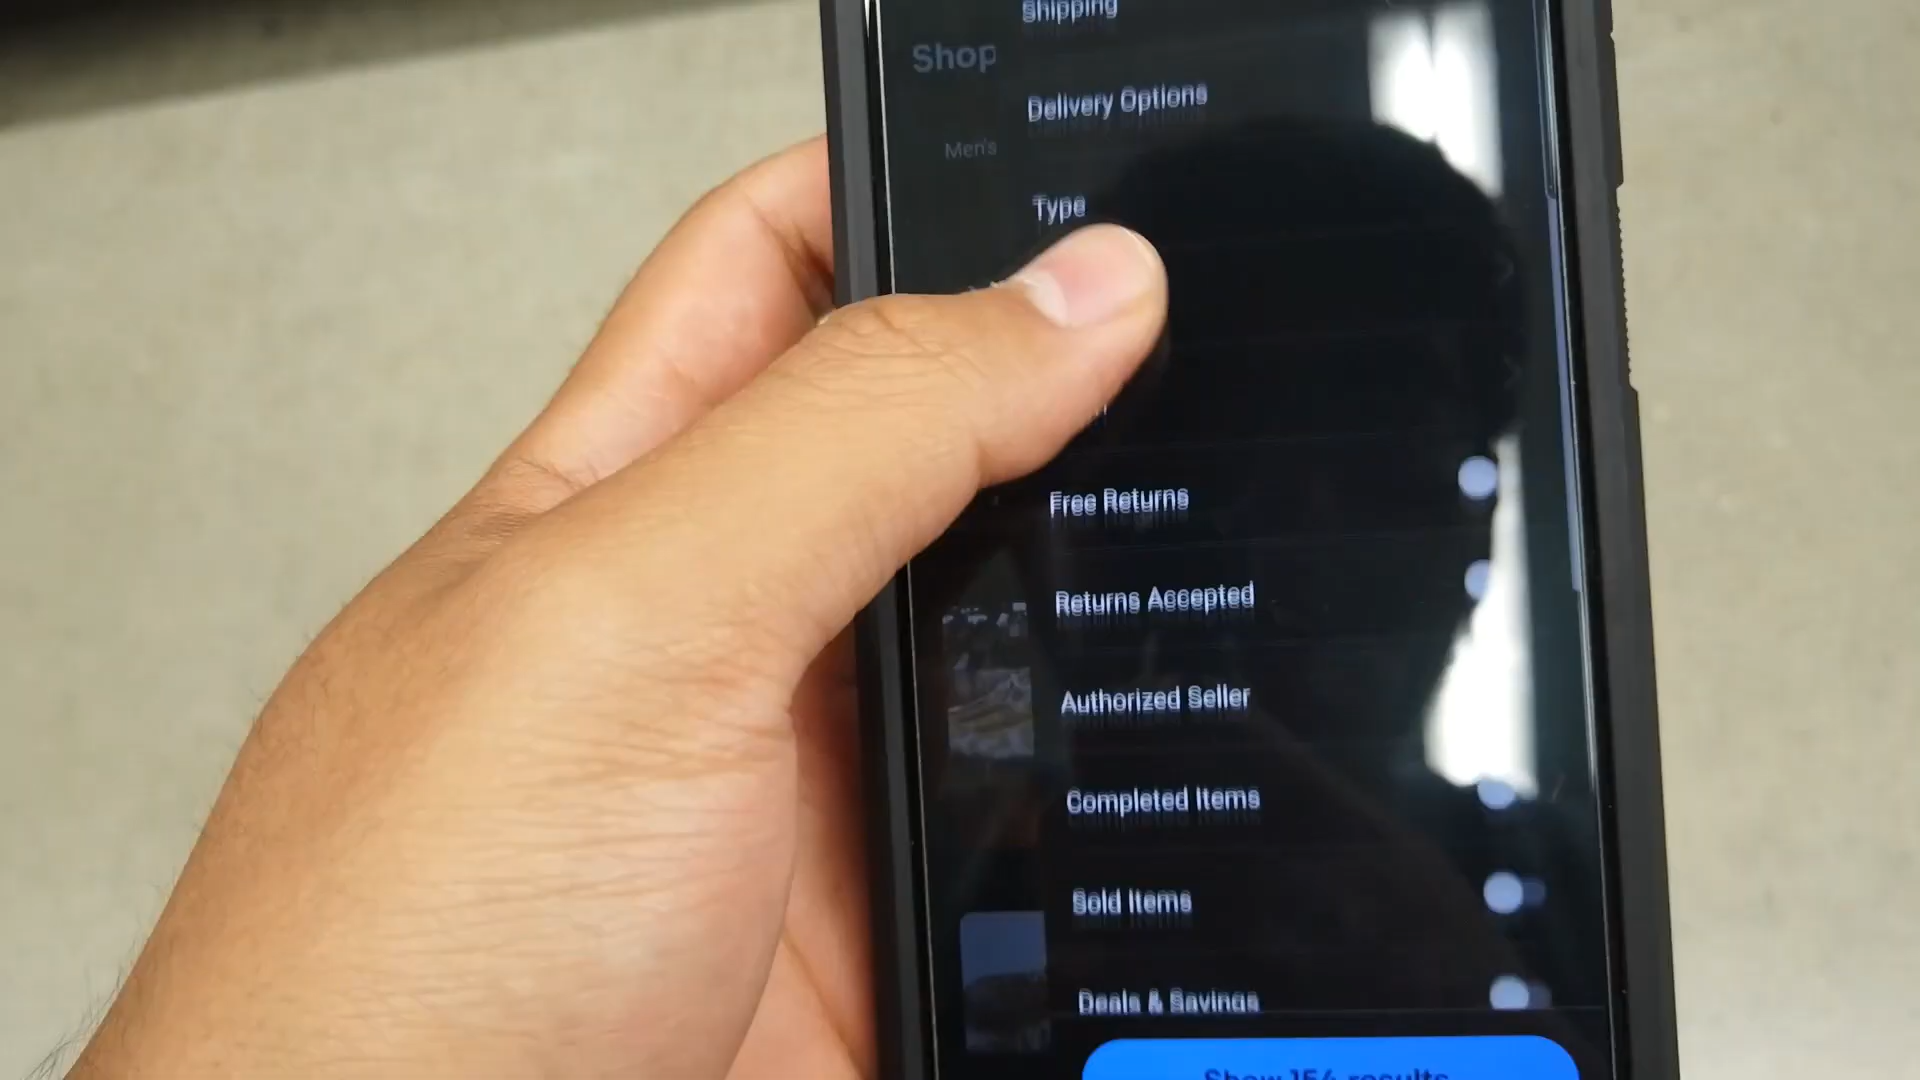 shipping
Shop
Delivery Options
Men's
Type
Free Returns
Returns Accepted
Authorized Seller
Completed Items
Sold Items
Deals & Savings
Show 154 results